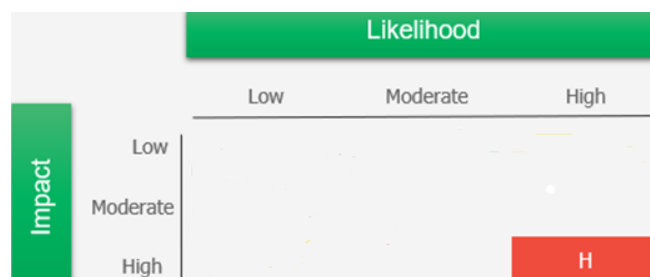 Likelihood
Low Moderate High
Impact
Low
Moderate
High H